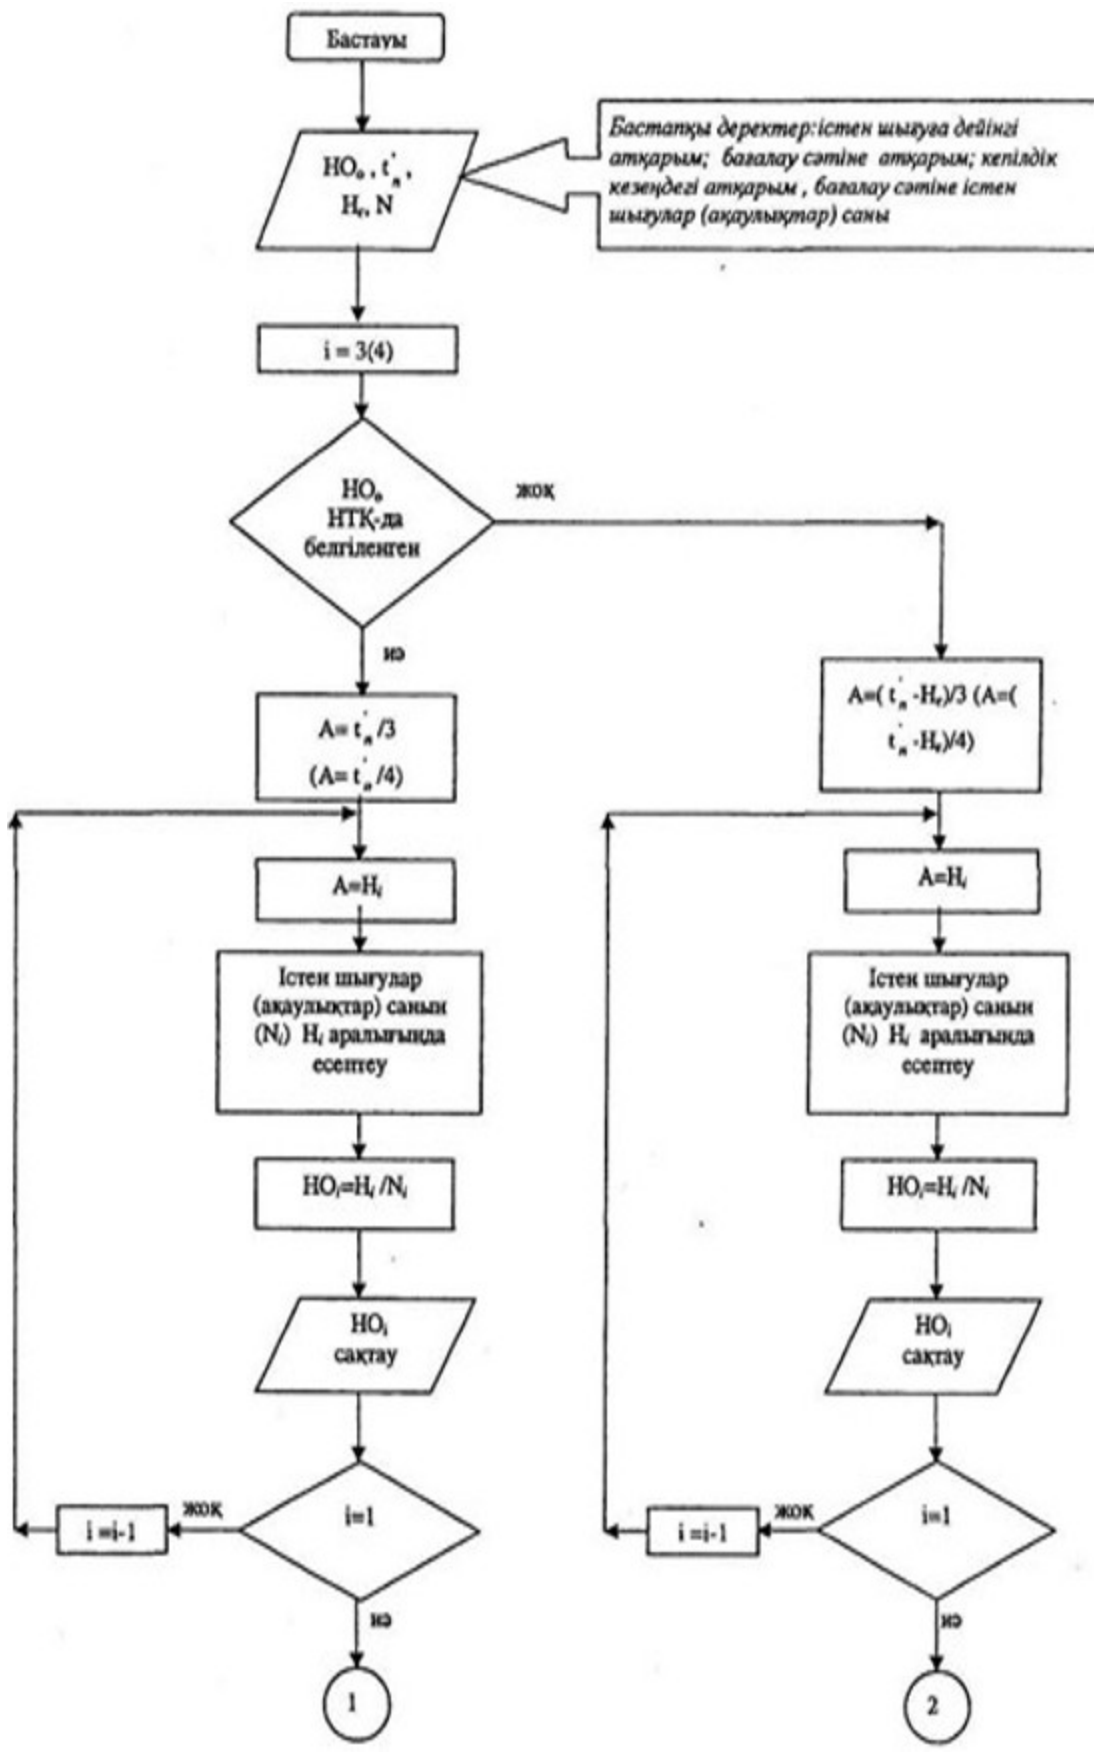 Бастауы
НОₒ, t*ₙ,
Нᵣ, N
Бастапқы деректер:істен шығуға дейінгі
атқарым; бағалау сәтіне атқарым; кепілдік
кезеңдегі атқарым , бағалау сәтіне істен
шығулар (ақаулықтар) саны
i = 3(4)
НОₒ
НТҚ-да
белгіленген
жоқ
иә
A= t*ₙ /3
(A= t*ₙ /4)
A=( t*ₙ -Hᵣ)/3 (A=(
t*ₙ -Hᵣ)/4)
A=Hᵢ
Істен шығулар
(ақаулықтар) санын
(Nᵢ) Hᵢ аралығында
есептеу
HOᵢ=Hᵢ /Nᵢ
HOᵢ
сақтау
i=1
жоқ
i =i-1
иә
1
A=Hᵢ
Істен шығулар
(ақаулықтар) санын
(Nᵢ) Hᵢ аралығында
есептеу
HOᵢ=Hᵢ /Nᵢ
HOᵢ
сақтау
i=1
жоқ
i =i-1
иә
2